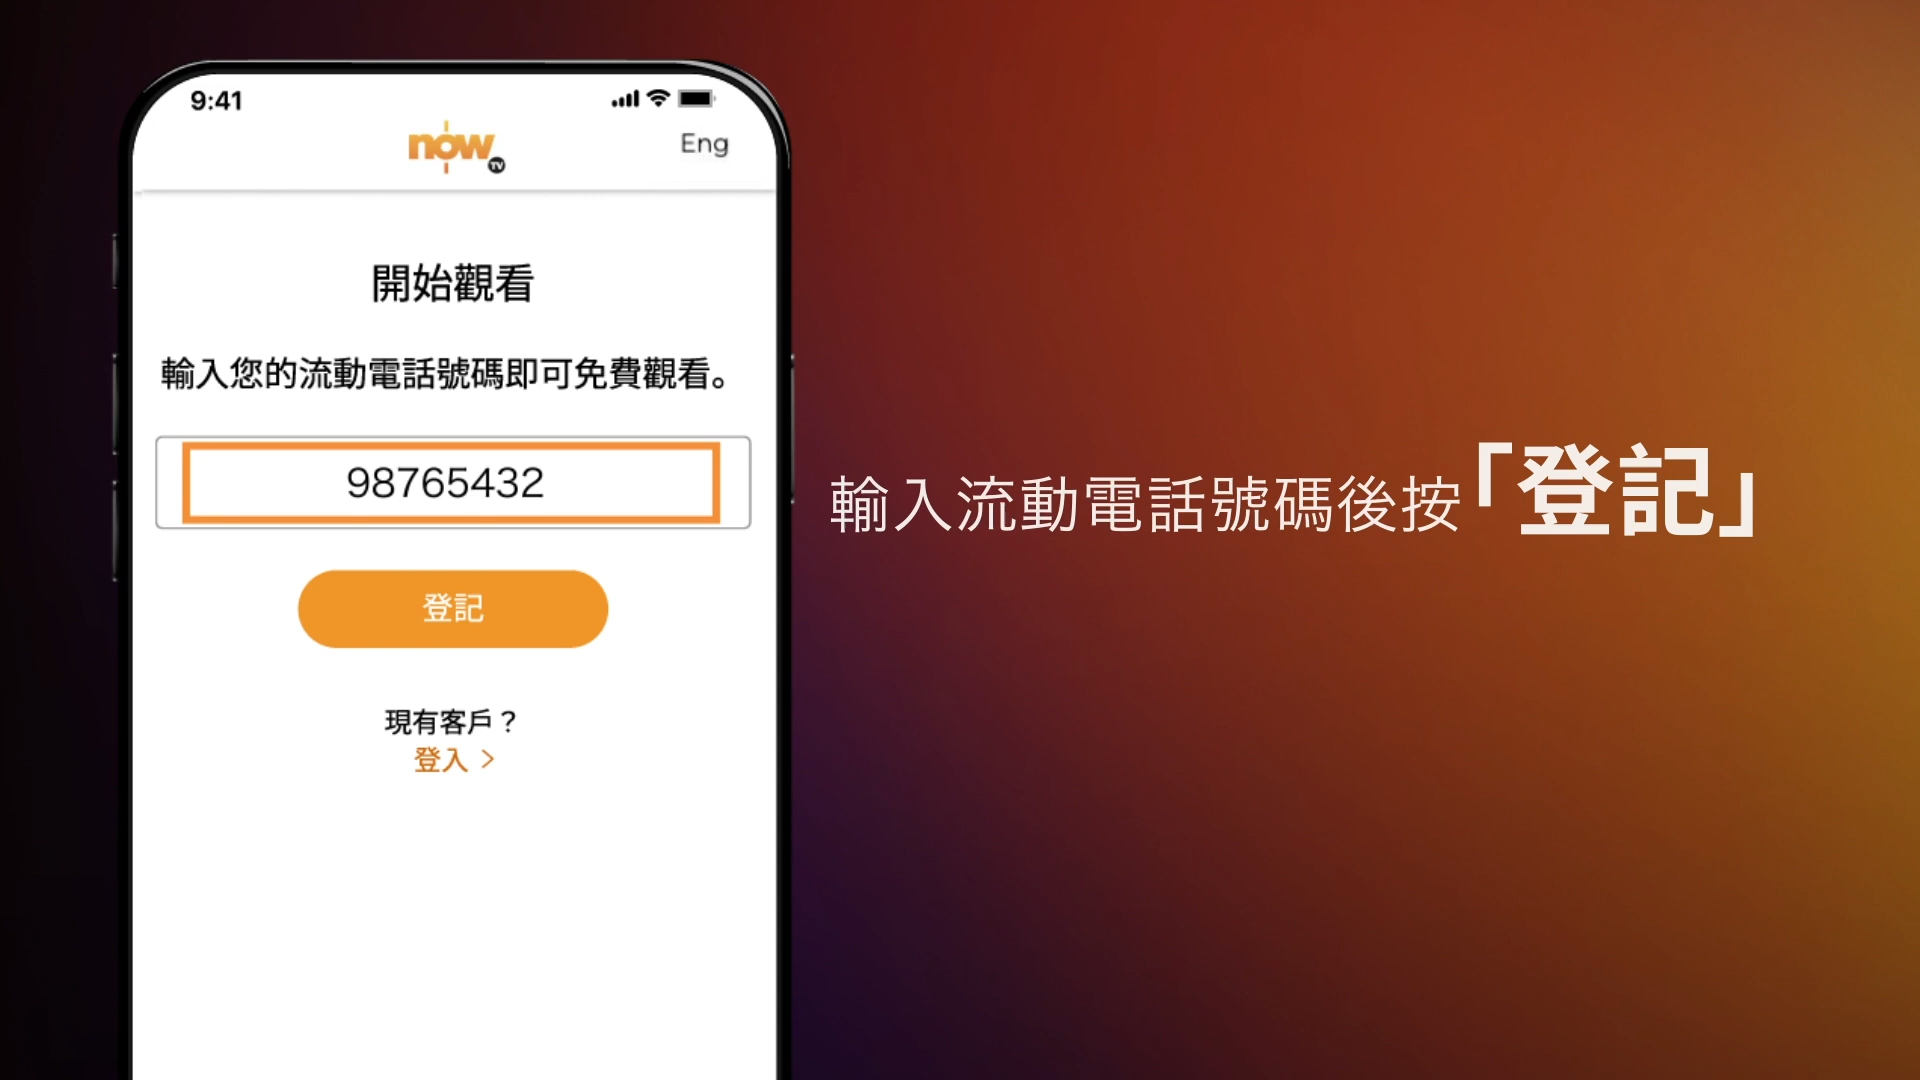 9:41
now TV
Eng
開始觀看
輸入您的流動電話號碼即可免費觀看。
98765432
登記
現有客戶？
登入 >
輸入流動電話號碼後按「登記」